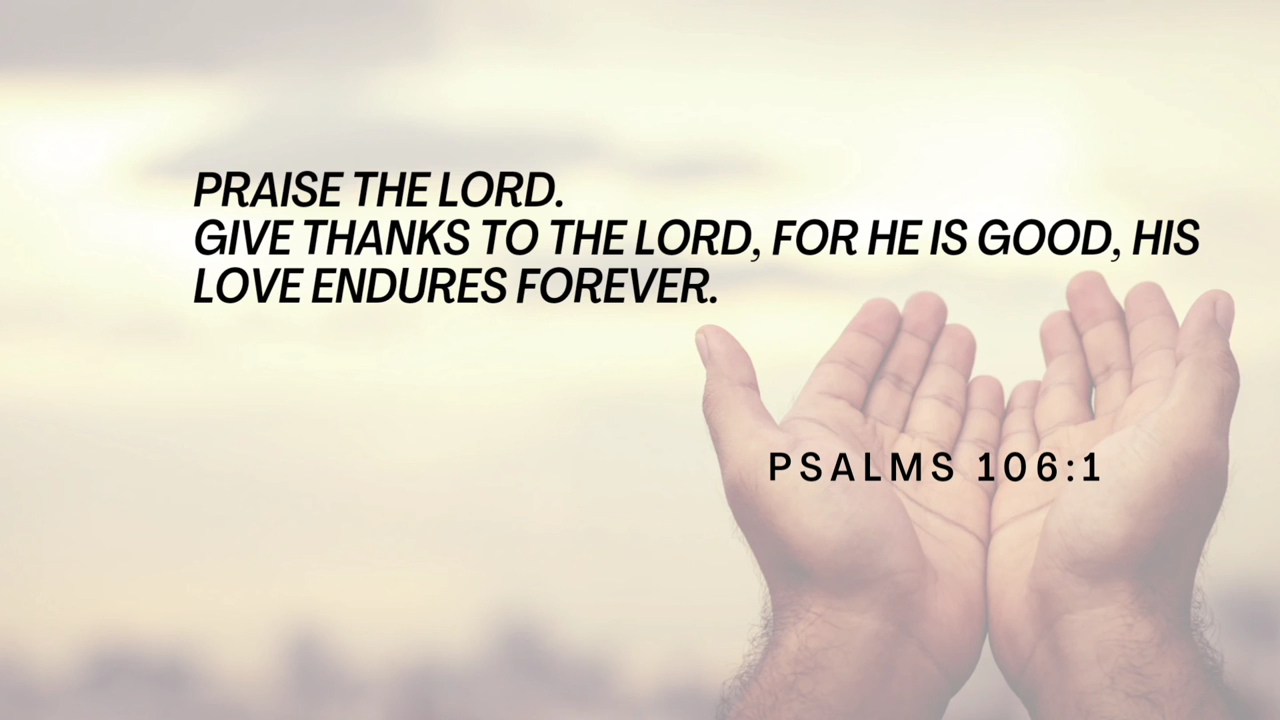 PRAISE THE LORD.
GIVE THANKS TO THE LORD, FOR HE IS GOOD, HIS
LOVE ENDURES FOREVER.
PSALMS 106:1